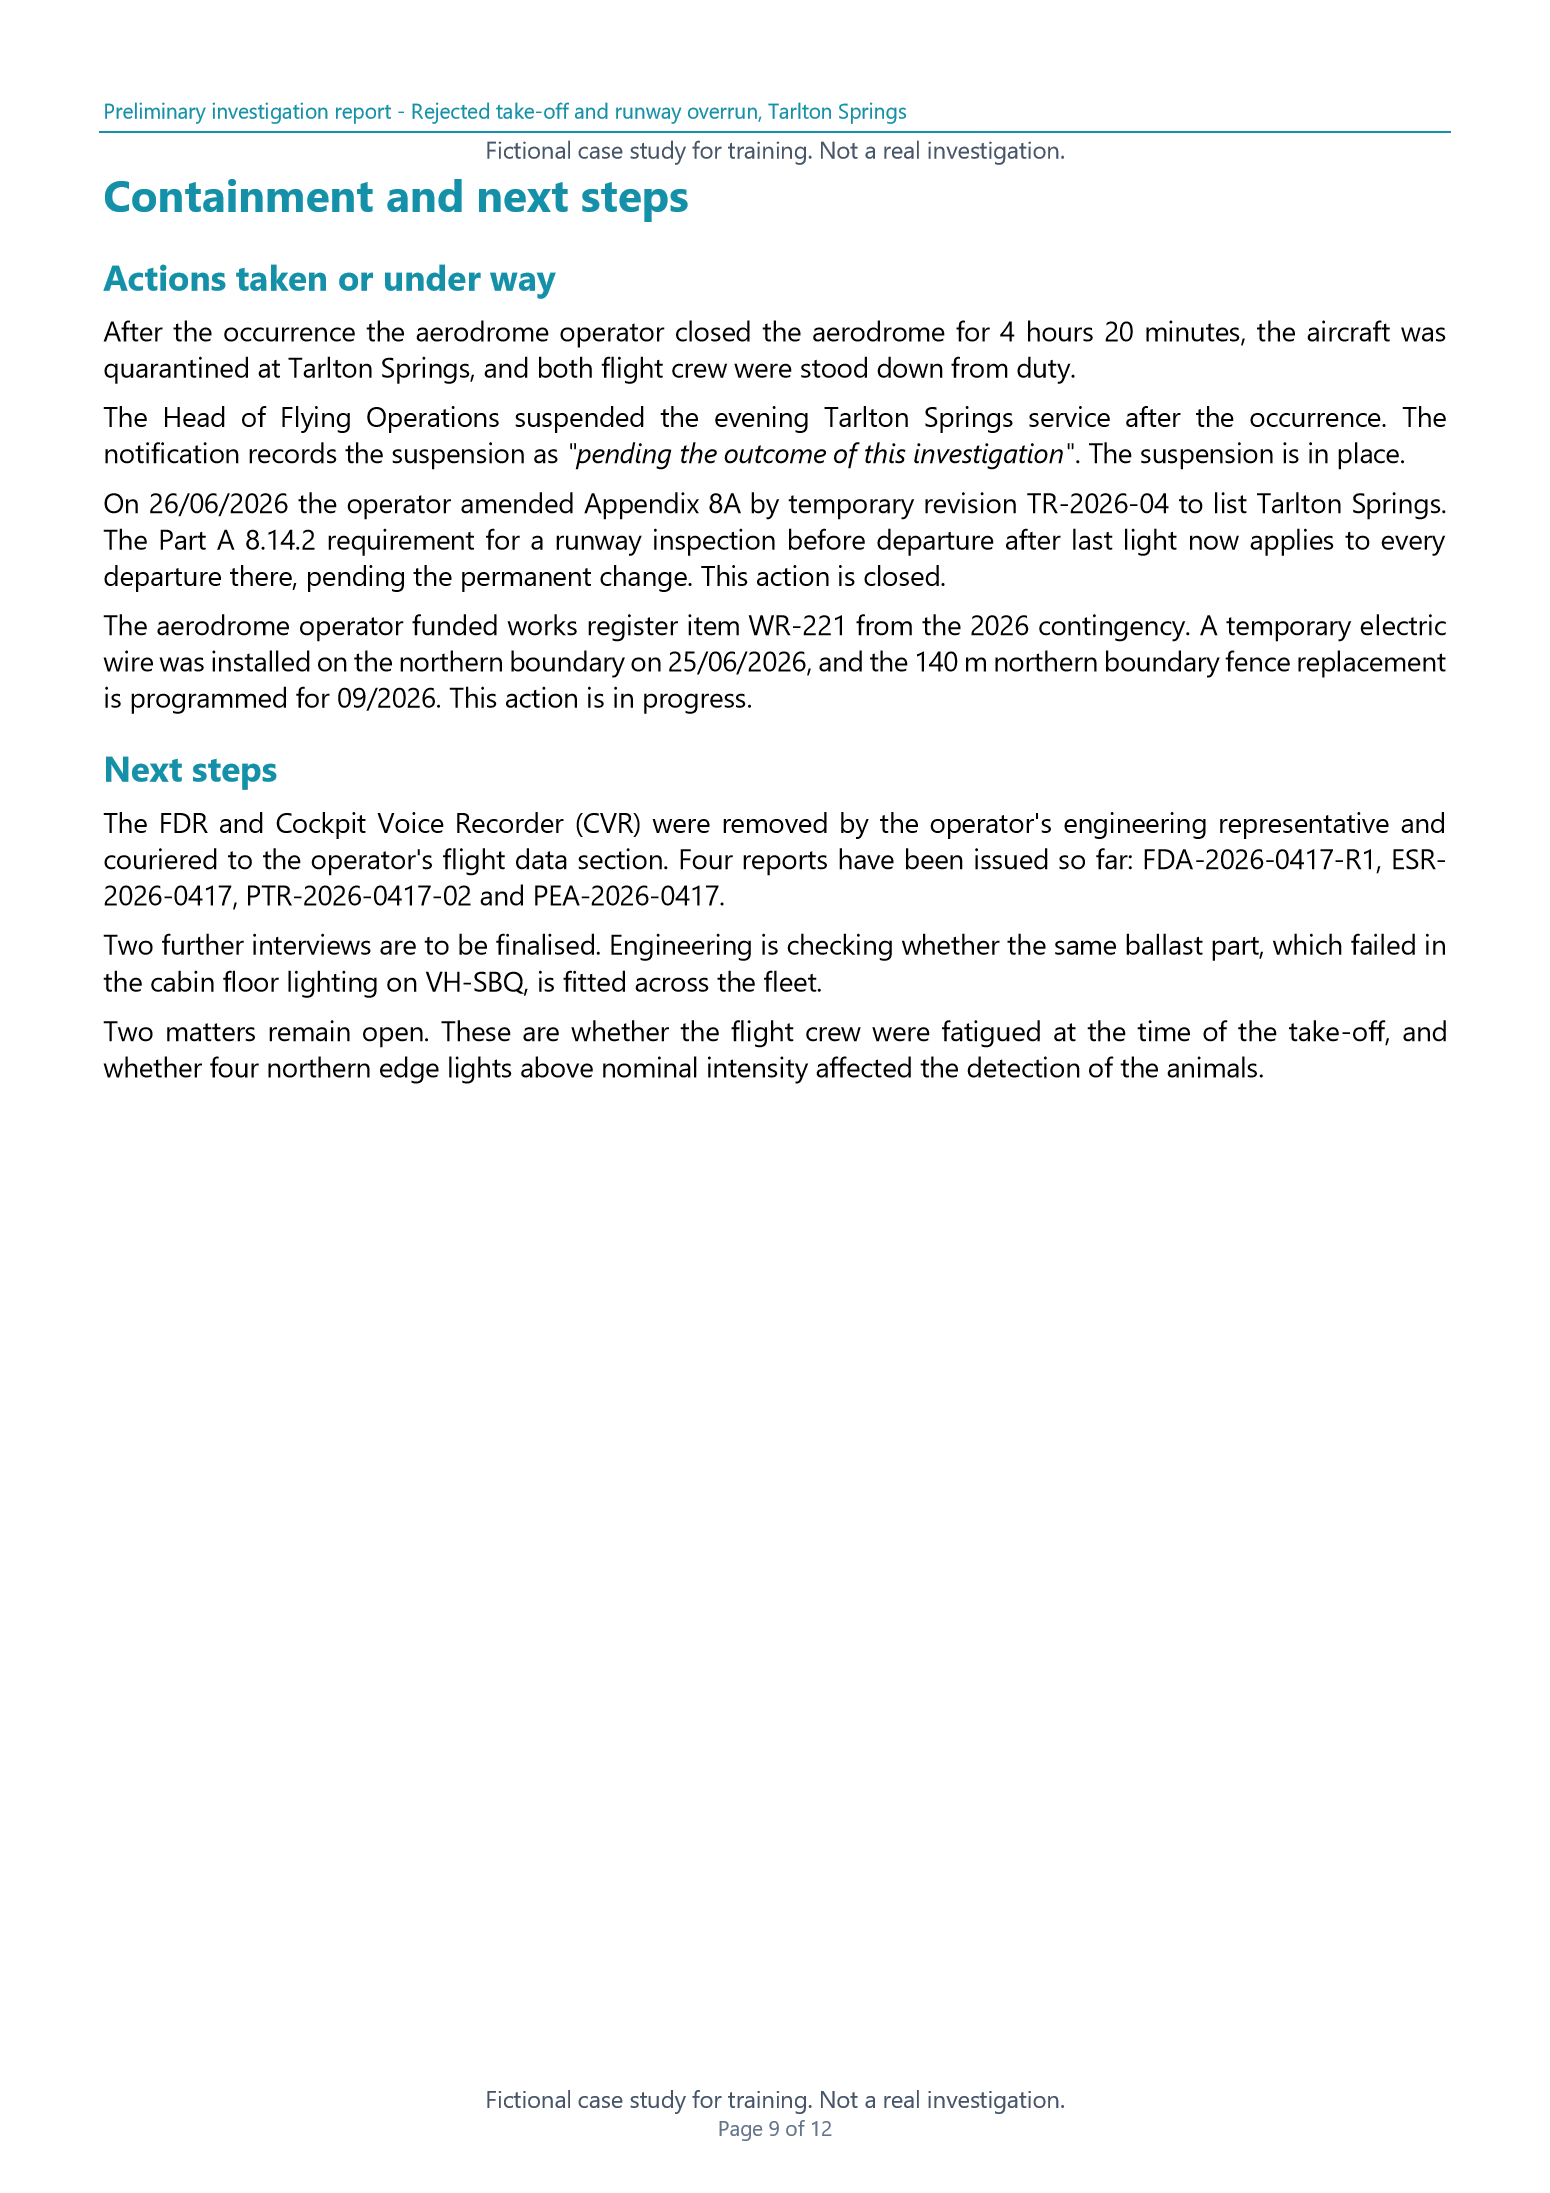 Preliminary investigation report - Rejected take-off and runway overrun, Tarlton Springs
Fictional case study for training. Not a real investigation.
Containment and next steps
Actions taken or under way
After the occurrence the aerodrome operator closed the aerodrome for 4 hours 20 minutes, the aircraft was
quarantined at Tarlton Springs, and both flight crew were stood down from duty.
The Head of Flying Operations suspended the evening Tarlton Springs service after the occurrence. The
notification records the suspension as "pending the outcome of this investigation". The suspension is in place.
On 26/06/2026 the operator amended Appendix 8A by temporary revision TR-2026-04 to list Tarlton Springs.
The Part A 8.14.2 requirement for a runway inspection before departure after last light now applies to every
departure there, pending the permanent change. This action is closed.
The aerodrome operator funded works register item WR-221 from the 2026 contingency. A temporary electric
wire was installed on the northern boundary on 25/06/2026, and the 140 m northern boundary fence replacement
is programmed for 09/2026. This action is in progress.
Next steps
The FDR and Cockpit Voice Recorder (CVR) were removed by the operator's engineering representative and
couriered to the operator's flight data section. Four reports have been issued so far: FDA-2026-0417-R1, ESR-
2026-0417, PTR-2026-0417-02 and PEA-2026-0417.
Two further interviews are to be finalised. Engineering is checking whether the same ballast part, which failed in
the cabin floor lighting on VH-SBQ, is fitted across the fleet.
Two matters remain open. These are whether the flight crew were fatigued at the time of the take-off, and
whether four northern edge lights above nominal intensity affected the detection of the animals.
Fictional case study for training. Not a real investigation.
Page 9 of 12